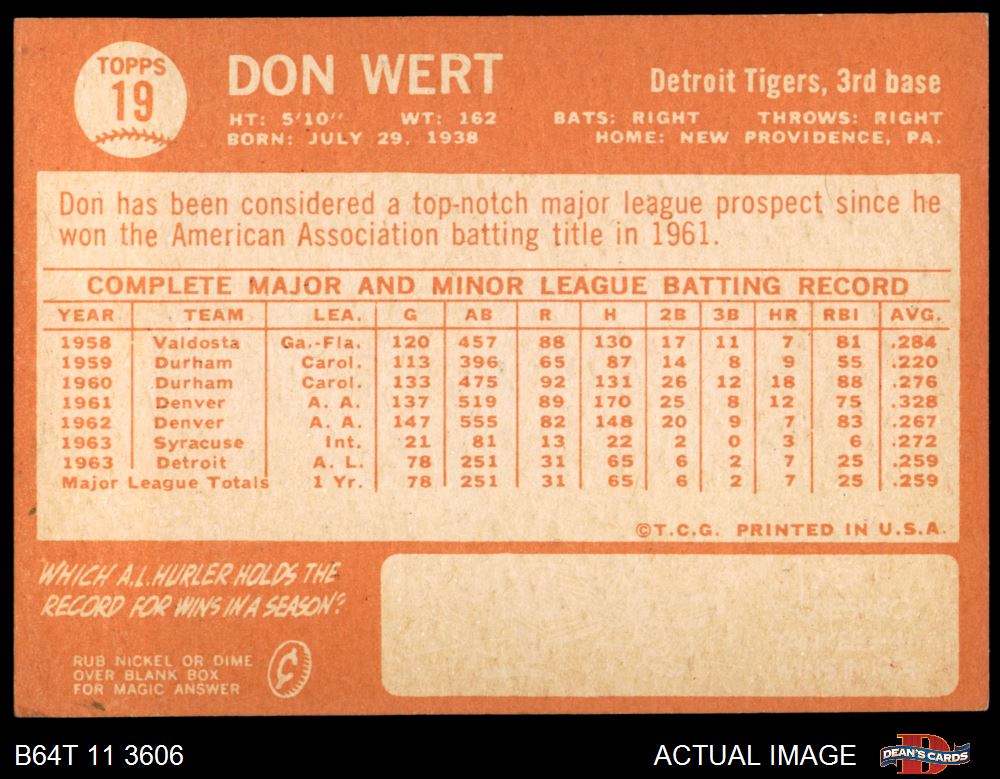 TOPPS
19
DON WERT
Detroit Tigers, 3rd base
HT: 5'10" WT: 162 BATS: RIGHT THROWS: RIGHT
BORN: JULY 29, 1938 HOME: NEW PROVIDENCE, PA.
Don has been considered a top-notch major league prospect since he
won the American Association batting title in 1961.
COMPLETE MAJOR AND MINOR LEAGUE BATTING RECORD
YEAR TEAM LEA. G AB R H 2B 3B HR RBI AVG.
1958 Valdosta Ga.-Fla. 120 457 88 130 17 11 7 81 .284
1959 Durham Carol. 113 396 65 87 14 8 9 55 .220
1960 Durham Carol. 133 475 92 131 26 12 18 88 .276
1961 Denver A. A. 137 519 89 170 25 8 12 75 .328
1962 Denver A. A. 147 555 82 148 20 9 7 83 .267
1963 Syracuse Int. 21 81 13 22 2 0 3 6 .272
1963 Detroit A. L. 78 251 31 65 6 2 7 25 .259
Major League Totals 1 Yr. 78 251 31 65 6 2 7 25 .259
©T.C.G. PRINTED IN U.S.A.
WHICH A.L. HURLER HOLDS THE
RECORD FOR WINS IN A SEASON?
RUB NICKEL OR DIME
OVER BLANK BOX
FOR MAGIC ANSWER
B64T 11 3606
ACTUAL IMAGE
DEAN'S CARDS